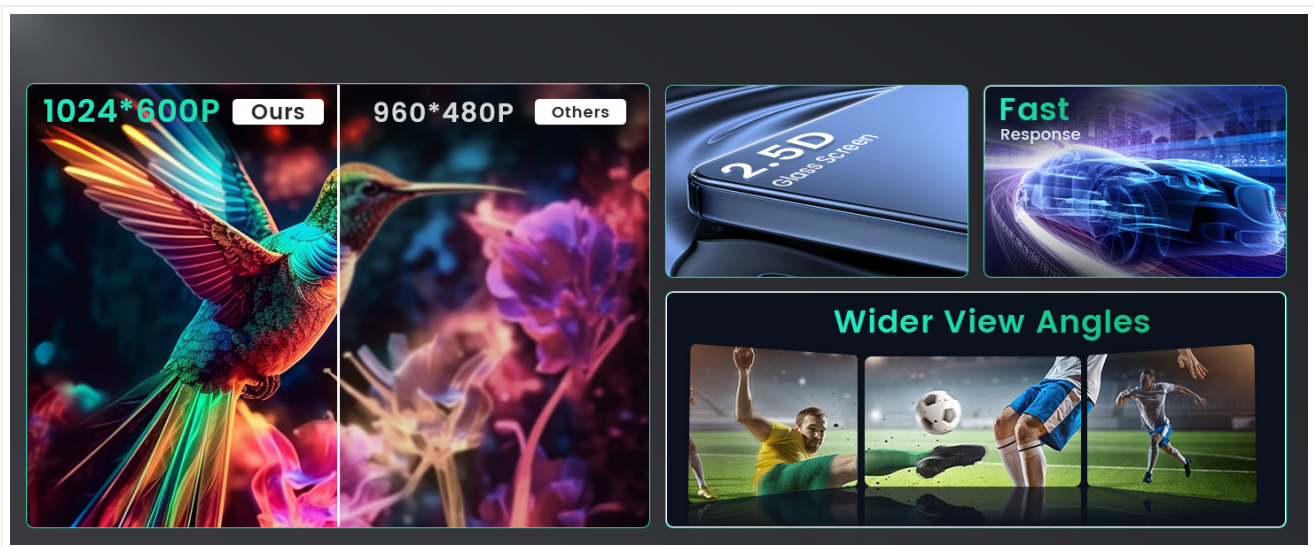 1024*600P Ours 960*480P Others
2.5D
Glass Screen
Fast
Response
Wider View Angles